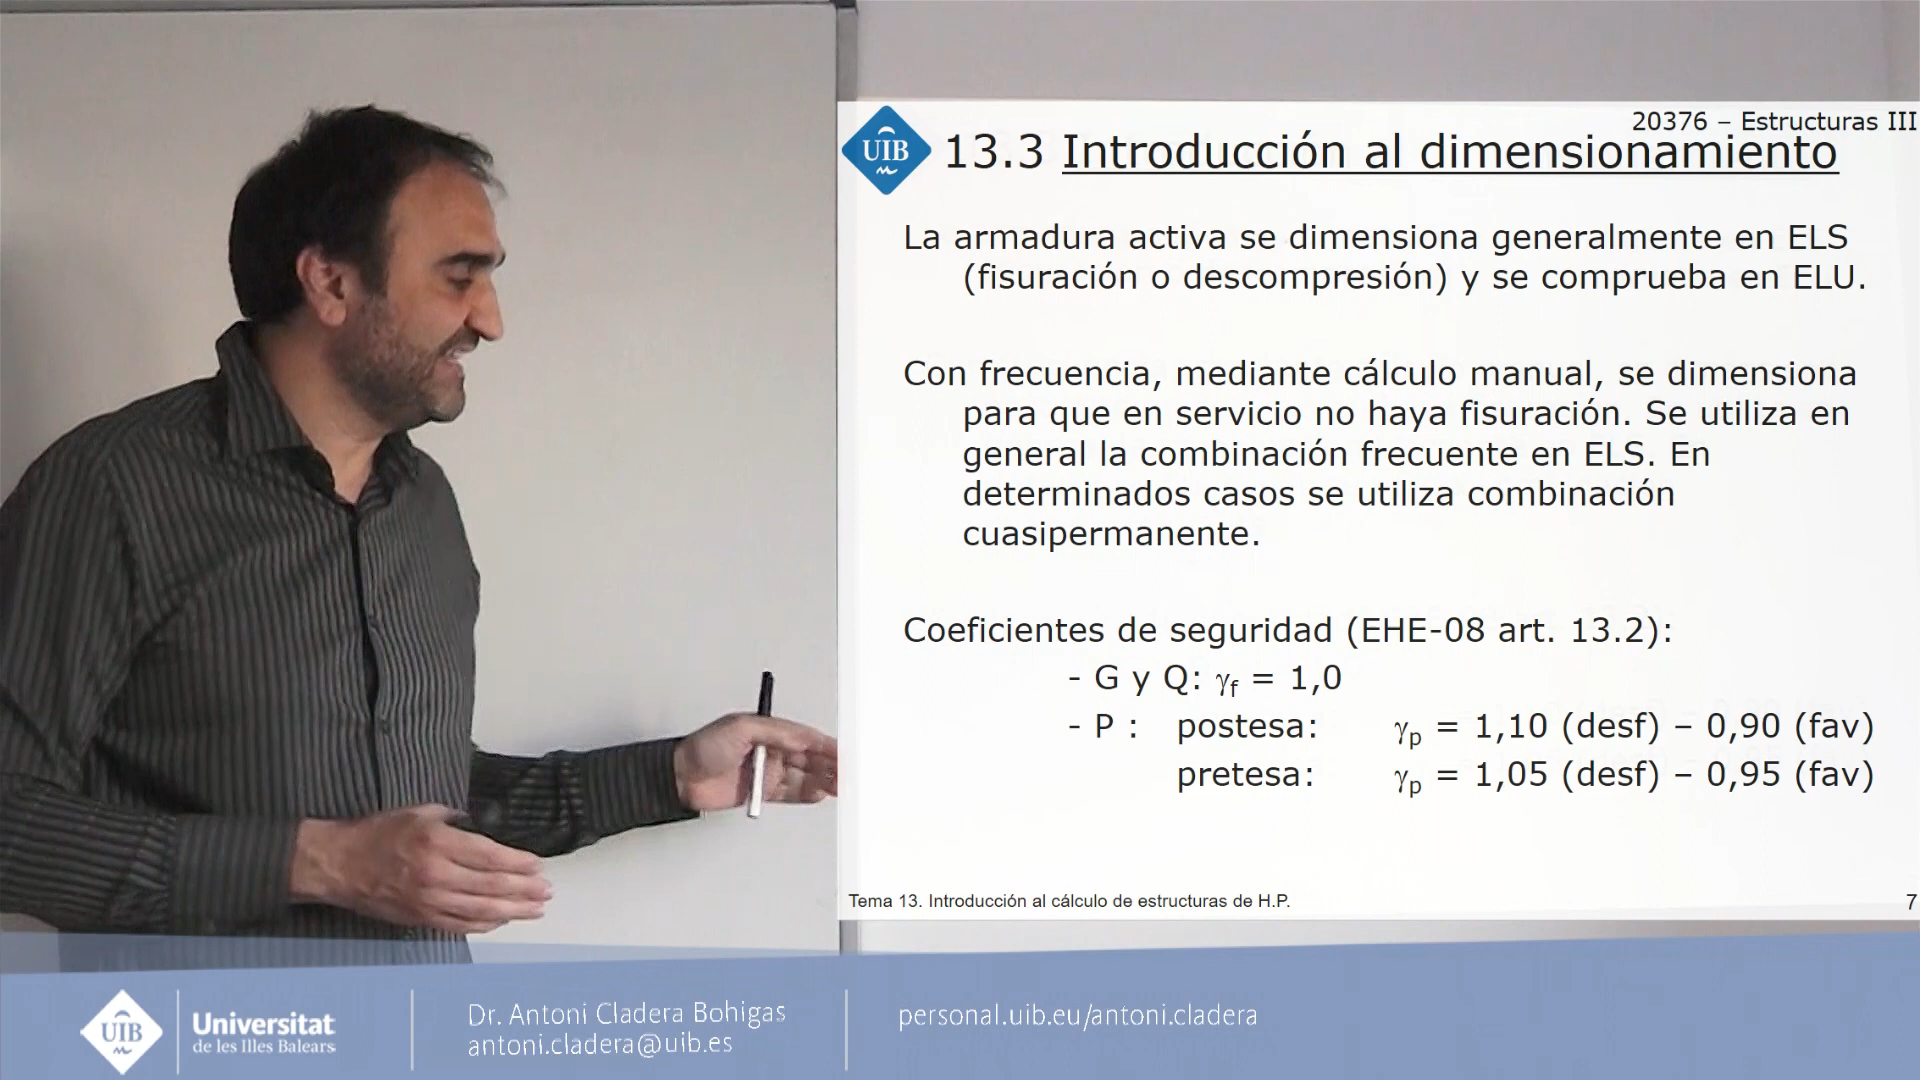 20376 – Estructuras III
UIB
13.3 Introducción al dimensionamiento
La armadura activa se dimensiona generalmente en ELS
(fisuración o descompresión) y se comprueba en ELU.
Con frecuencia, mediante cálculo manual, se dimensiona
para que en servicio no haya fisuración. Se utiliza en
general la combinación frecuente en ELS. En
determinados casos se utiliza combinación
cuasipermanente.
Coeficientes de seguridad (EHE-08 art. 13.2):
- G y Q: γf = 1,0
- P : postesa: γp = 1,10 (desf) – 0,90 (fav)
pretesa: γp = 1,05 (desf) – 0,95 (fav)
Tema 13. Introducción al cálculo de estructuras de H.P. 7
UIB
Universitat
de les Illes Balears
Dr. Antoni Cladera Bohigas
antoni.cladera@uib.es
personal.uib.eu/antoni.cladera